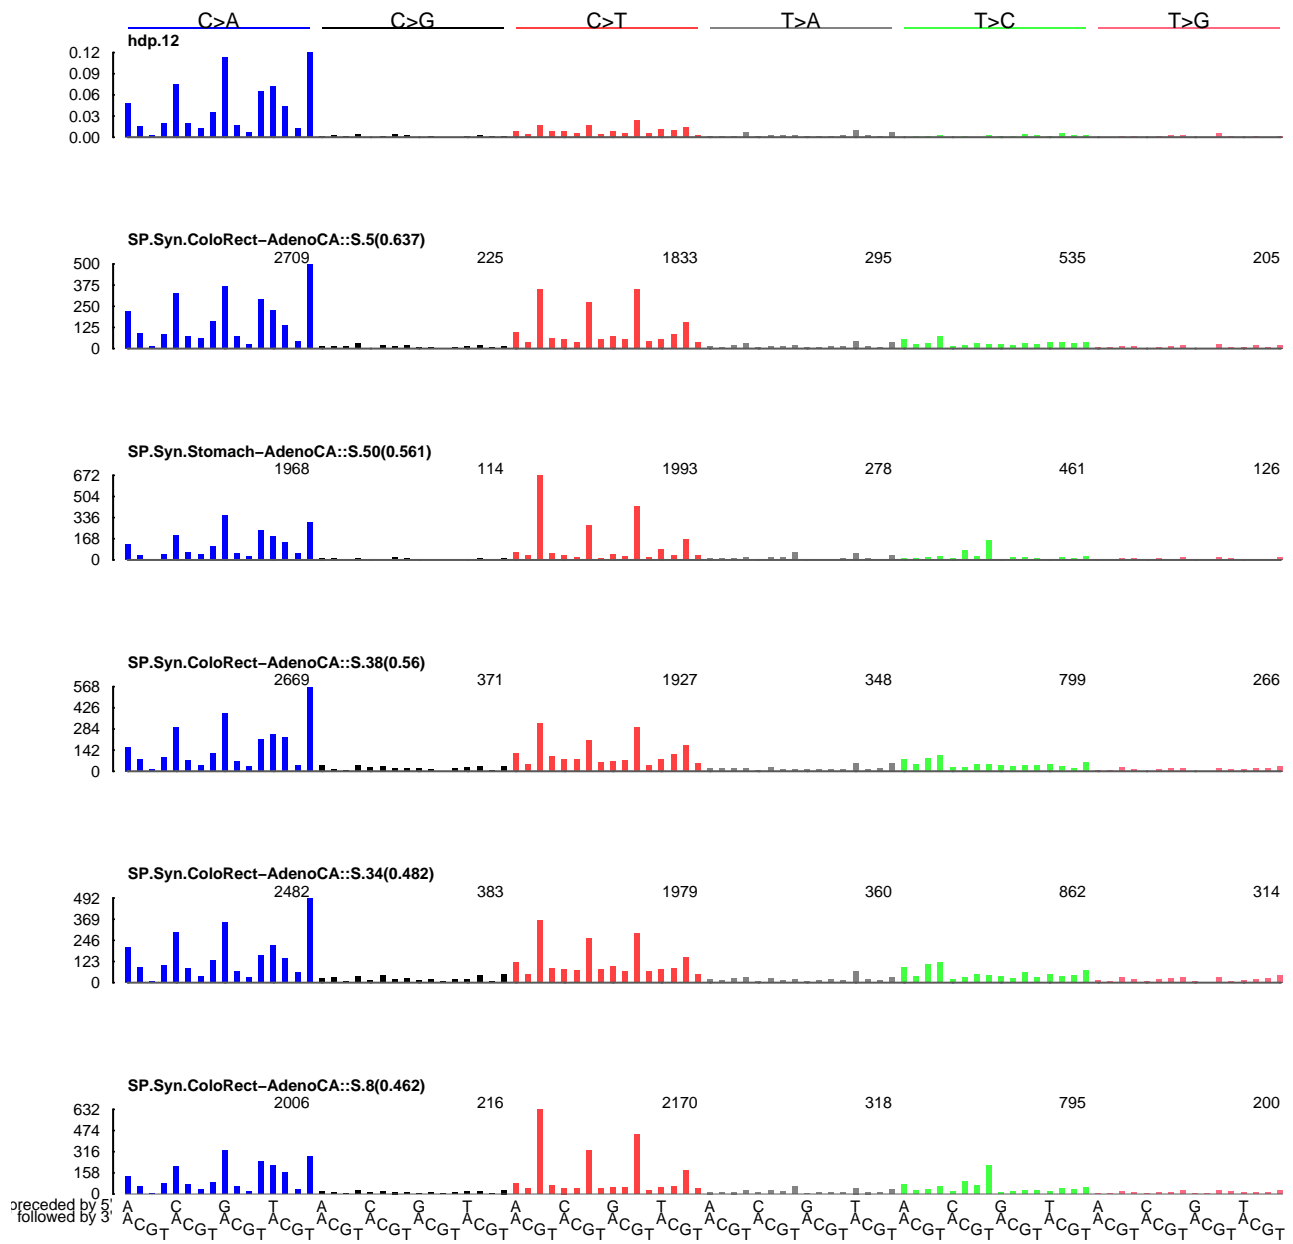 C>A C>G C>T T>A T>C T>G
hdp.12
0.12
0.09
0.06
0.03
0.00
SP.Syn.ColoRect−AdenoCA::S.5(0.637)
2709 225 1833 295 535 205
500
375
250
125
0
SP.Syn.Stomach−AdenoCA::S.50(0.561)
1968 114 1993 278 461 126
672
504
336
168
0
SP.Syn.ColoRect−AdenoCA::S.38(0.56)
2669 371 1927 348 799 266
568
426
284
142
0
SP.Syn.ColoRect−AdenoCA::S.34(0.482)
2482 383 1979 360 862 314
492
369
246
123
0
SP.Syn.ColoRect−AdenoCA::S.8(0.462)
2006 216 2170 318 795 200
632
474
316
158
0
preceded by 5' A C G T A C G T A C G T A C G T A C G T A C G T
followed by 3' A C G T A C G T A C G T A C G T A C G T A C G T A C G T A C G T A C G T A C G T A C G T A C G T A C G T A C G T A C G T A C G T A C G T A C G T A C G T A C G T A C G T A C G T A C G T A C G T